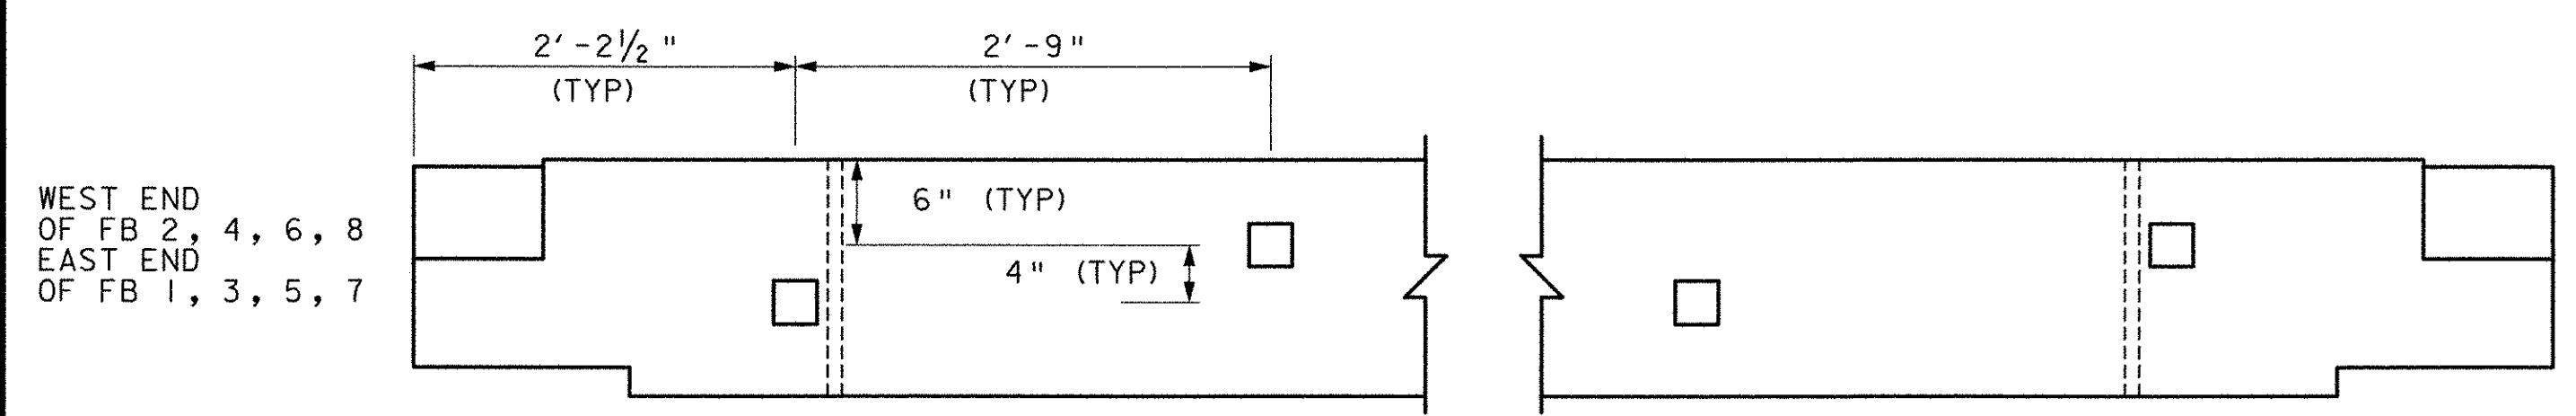 2'-2½" 2'-9"
(TYP) (TYP)
6" (TYP)
4" (TYP)
WEST END
OF FB 2, 4, 6, 8
EAST END
OF FB 1, 3, 5, 7